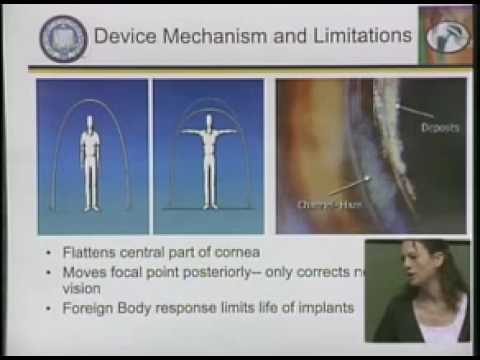 Device Mechanism and Limitations
Deposits
Channel Haze
• Flattens central part of cornea
• Moves focal point posteriorly-- only corrects
vision
• Foreign Body response limits life of implants